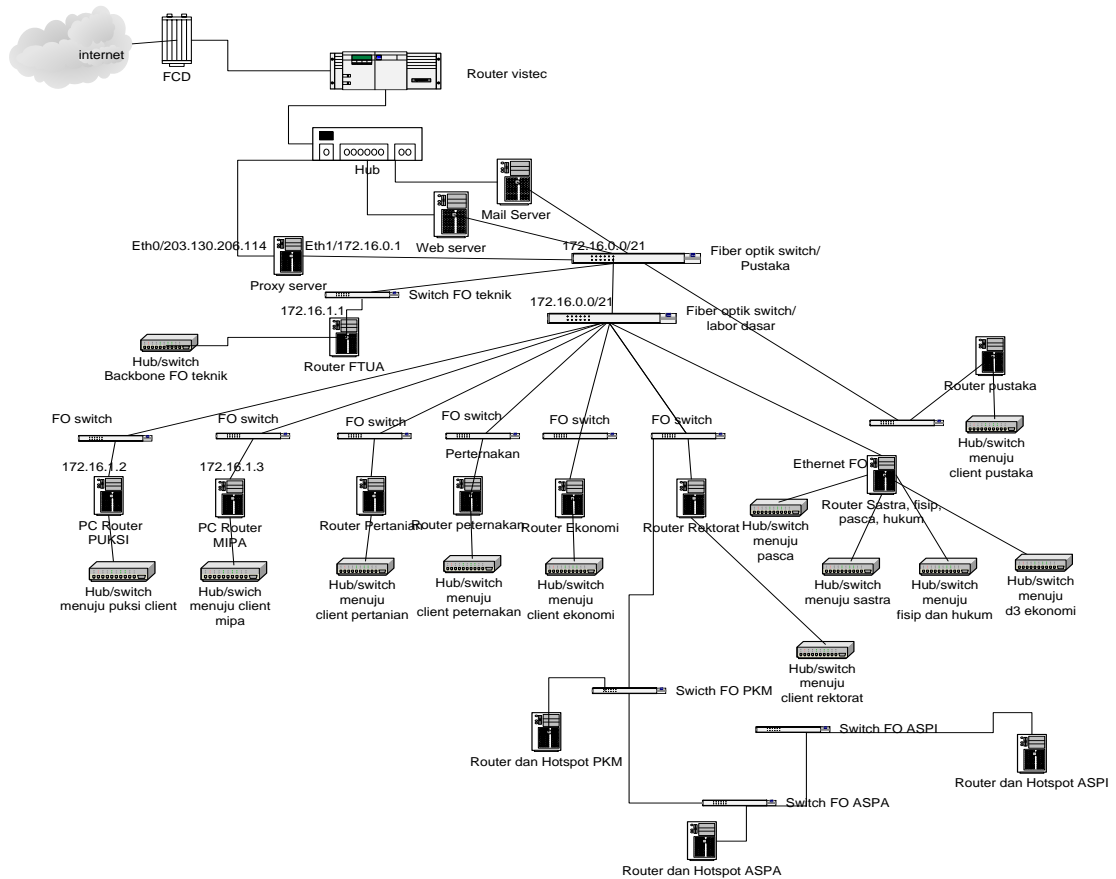 internet
FCD
Router vistec
Hub
Mail Server
Web server
Eth0/203.130.206.114
Eth1/172.16.0.1
172.16.0.0/21
Fiber optik switch/
Pustaka
Proxy server
Switch FO teknik
172.16.0.0/21
172.16.1.1
Fiber optik switch/
labor dasar
Hub/switch
Backbone FO teknik
Router FTUA
Router pustaka
FO switch
FO switch
FO switch
FO switch
Perternakan
FO switch
FO switch
Hub/switch
menuju
client pustaka
172.16.1.2
172.16.1.3
Ethernet FO
PC Router
PUKSI
PC Router
MIPA
Router Pertanian
Router peternakan
Router Ekonomi
Router Rektorat
Router Sastra, fisip,
pasca, hukum
Hub/switch
menuju
pasca
Hub/switch
menuju puksi client
Hub/swich
menuju client
mipa
Hub/switch
menuju
client pertanian
Hub/switch
menuju
client peternakan
Hub/switch
menuju
client ekonomi
Hub/switch
menuju sastra
Hub/switch
menuju
fisip dan hukum
Hub/switch
menuju
d3 ekonomi
Hub/switch
menuju
client rektorat
Swicth FO PKM
Switch FO ASPI
Router dan Hotspot PKM
Router dan Hotspot ASPI
Switch FO ASPA
Router dan Hotspot ASPA